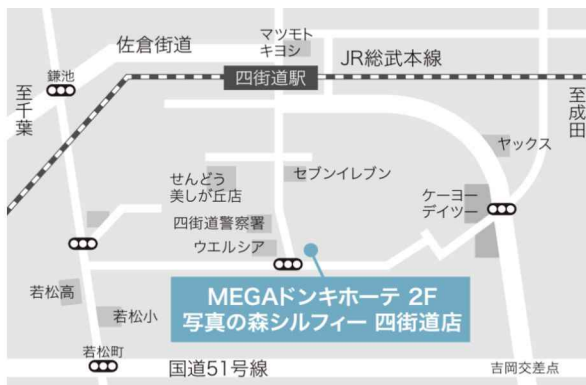 マツモト
キヨシ
佐倉街道
JR総武本線
鎌池
四街道駅
至千葉
至成田
ヤックス
せんどう
美しが丘店
セブンイレブン
ケーヨー
デイツー
四街道警察署
ウエルシア
若松高
MEGAドンキホーテ 2F
写真の森シルフィー 四街道店
若松小
若松町
国道51号線
吉岡交差点